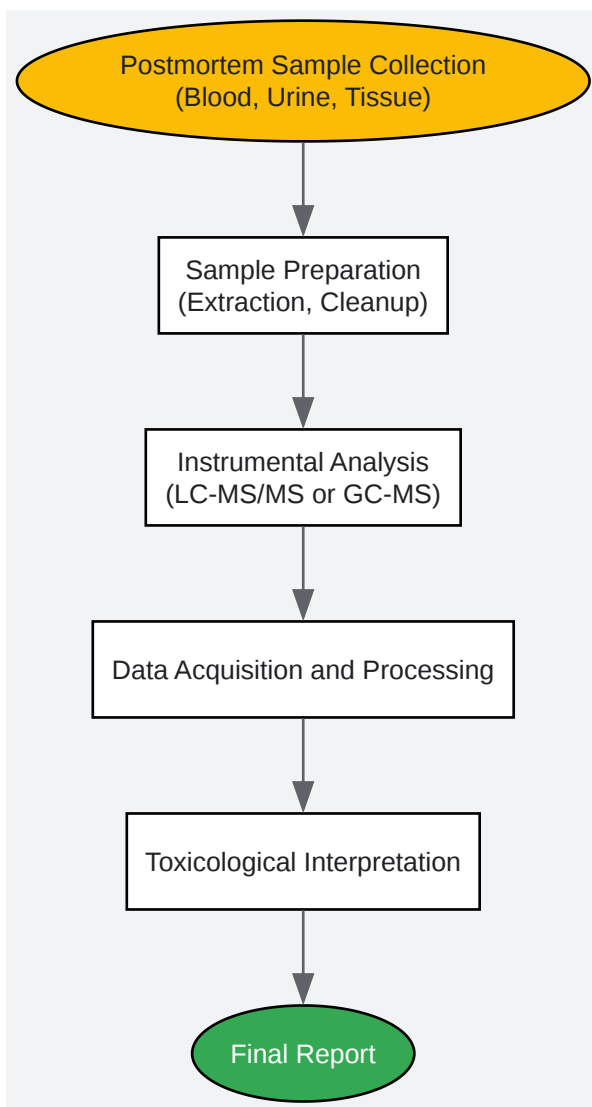 Postmortem Sample Collection
(Blood, Urine, Tissue)
Sample Preparation
(Extraction, Cleanup)
Instrumental Analysis
(LC-MS/MS or GC-MS)
Data Acquisition and Processing
Toxicological Interpretation
Final Report